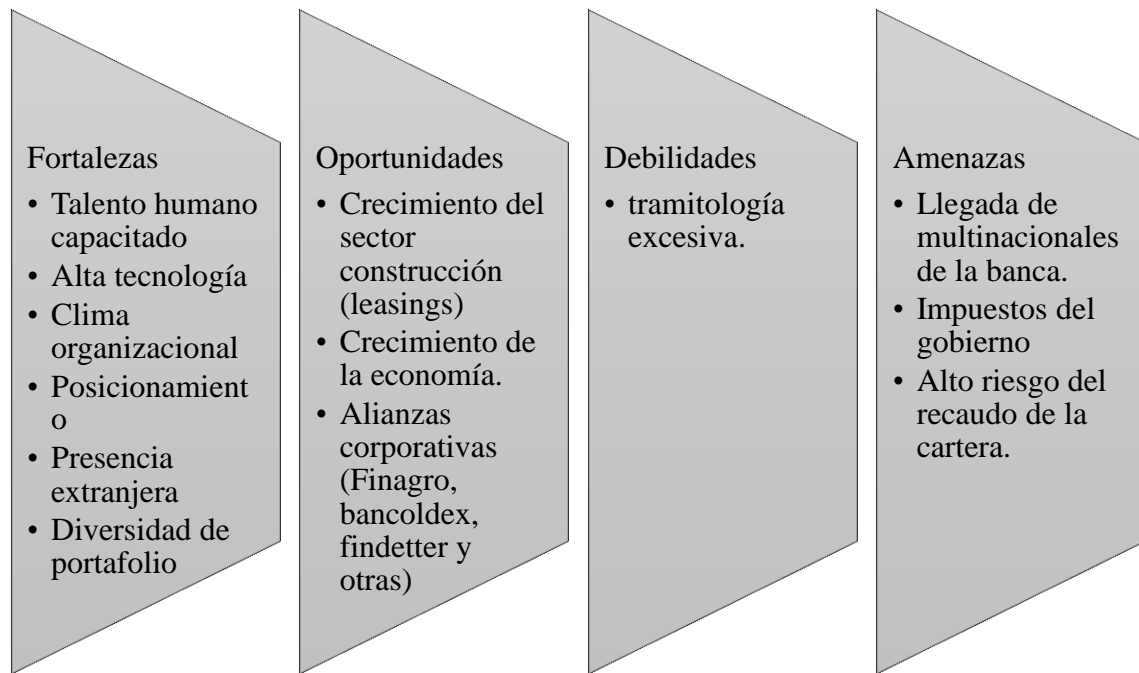 Fortalezas
• Talento humano
capacitado
• Alta tecnología
• Clima
organizacional
• Posicionamient
o
• Presencia
extranjera
• Diversidad de
portafolio
Oportunidades
• Crecimiento del
sector
construcción
(leasings)
• Crecimiento de
la economía.
• Alianzas
corporativas
(Finagro,
bancoldex,
findetter y
otras)
Debilidades
• tramitología
excesiva.
Amenazas
• Llegada de
multinacionales
de la banca.
• Impuestos del
gobierno
• Alto riesgo del
recaudo de la
cartera.